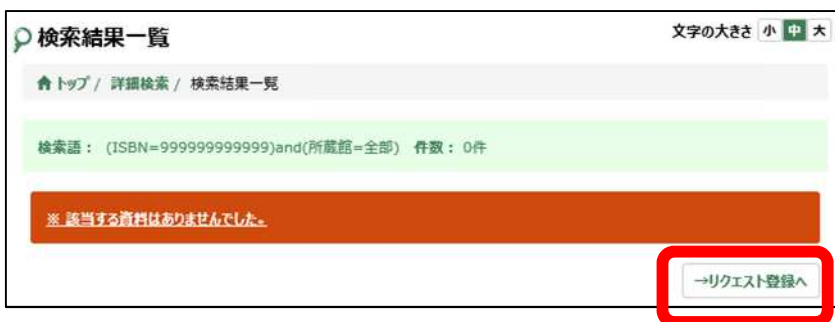 検索結果一覧
文字の大きさ 小 中 大
トップ / 詳細検索 / 検索結果一覧
検索語： (ISBN=999999999999)and(所蔵館=全部) 件数： 0件
※ 該当する資料はありませんでした。
→リクエスト登録へ